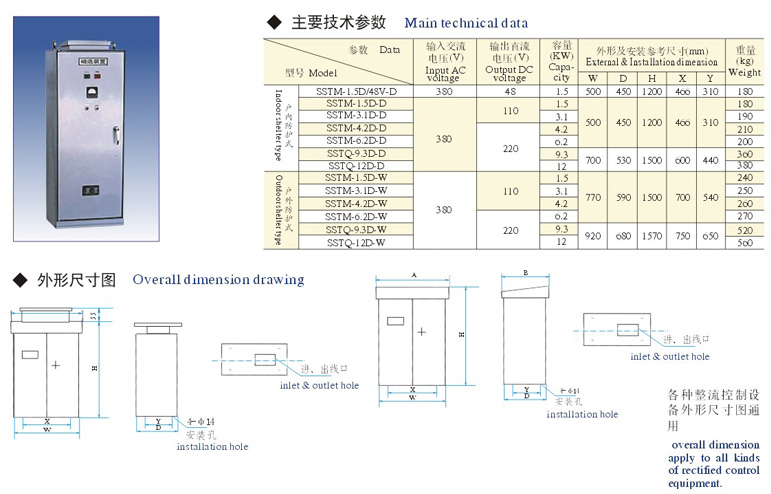 ◆ 主要技术参数 Main technical data
磁选装置
参数 Data
型号 Model
输入交流
电压(V)
Input AC
voltage
输出直流
电压(V)
Output DC
voltage
容量
(KW)
Capa-
city
外形及安装参考尺寸(mm)
External & Installation dimension
W D H X Y
重量
(kg)
Weight
户内防护式
Indoor shelter type
SSTM-1.5D/48V-D 380 48 1.5 500 450 1200 466 310 180
SSTM-1.5D-D 380 110 1.5 500 450 1200 466 310 180
SSTM-3.1D-D 3.1 190
SSTM-4.2D-D 220 4.2 210
SSTM-6.2D-D 6.2 200
SSTQ-9.3D-D 9.3 700 530 1500 600 440 360
SSTQ-12D-D 12 380
户外防护式
Outdoor shelter type
SSTM-1.5D-W 380 110 1.5 770 590 1500 700 540 240
SSTM-3.1D-W 3.1 250
SSTM-4.2D-W 4.2 260
SSTM-6.2D-W 220 6.2 270
SSTQ-9.3D-W 9.3 920 680 1570 750 650 520
SSTQ-12D-W 12 560
◆ 外形尺寸图 Overall dimension drawing
55
H
X
W
Y
D
4-Φ14
安装孔
installation hole
进、出线口
inlet & outlet hole
A
H
X
W
B
Y
D
4-Φ14
安装孔
installation hole
进、出线口
inlet & outlet hole
各种整流控制设
备外形尺寸图通
用
overall dimension
apply to all kinds
of rectified control
equipment.